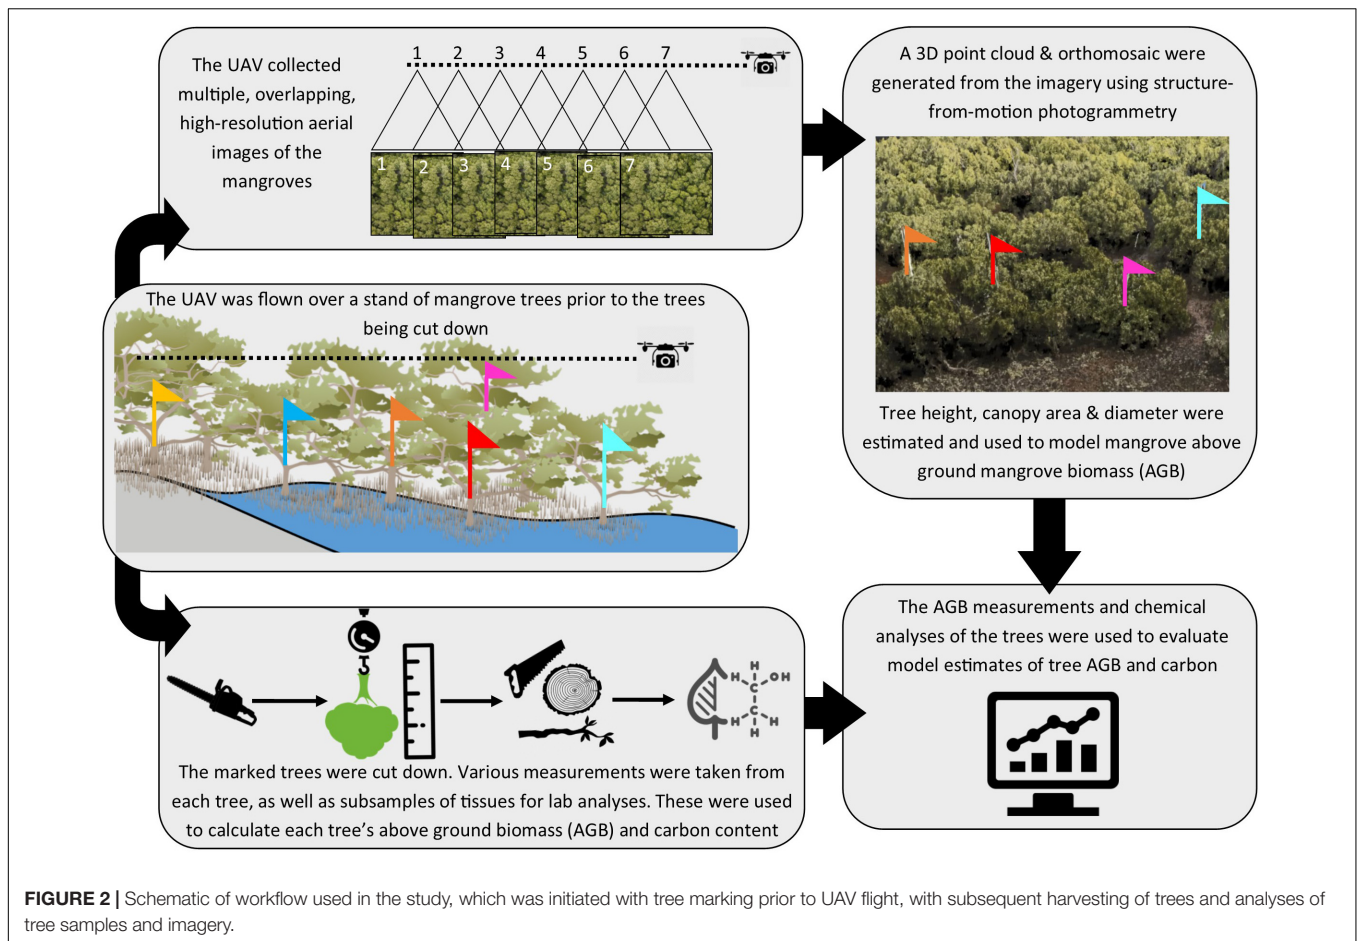 The UAV collected
multiple, overlapping,
high-resolution aerial
images of the
mangroves
1 2 3 4 5 6 7
1 2 3 4 5 6 7
A 3D point cloud & orthomosaic were
generated from the imagery using structure-
from-motion photogrammetry
Tree height, canopy area & diameter were
estimated and used to model mangrove above
ground mangrove biomass (AGB)
The UAV was flown over a stand of mangrove trees prior to the trees
being cut down
H
H OH
C
C
H H
H
The marked trees were cut down. Various measurements were taken from
each tree, as well as subsamples of tissues for lab analyses. These were used
to calculate each tree's above ground biomass (AGB) and carbon content
The AGB measurements and chemical
analyses of the trees were used to evaluate
model estimates of tree AGB and carbon
FIGURE 2 | Schematic of workflow used in the study, which was initiated with tree marking prior to UAV flight, with subsequent harvesting of trees and analyses of
tree samples and imagery.